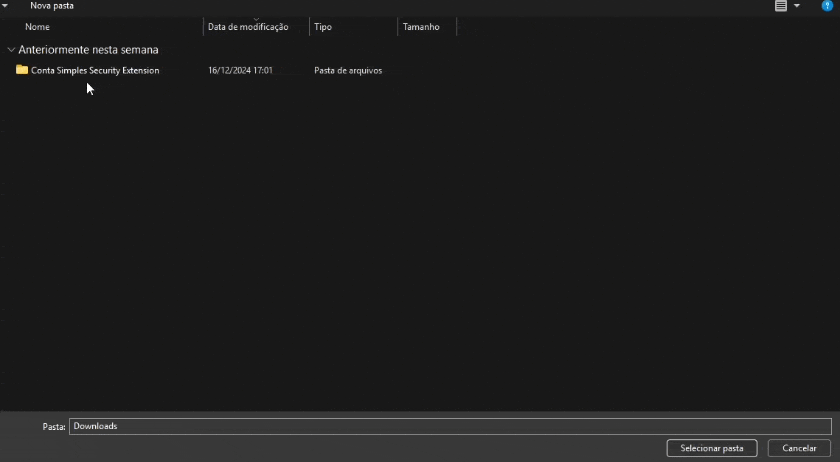 Nova pasta
Nome Data de modificação Tipo Tamanho
Anteriormente nesta semana
Conta Simples Security Extension 16/12/2024 17:01 Pasta de arquivos
Pasta: Downloads
Selecionar pasta Cancelar